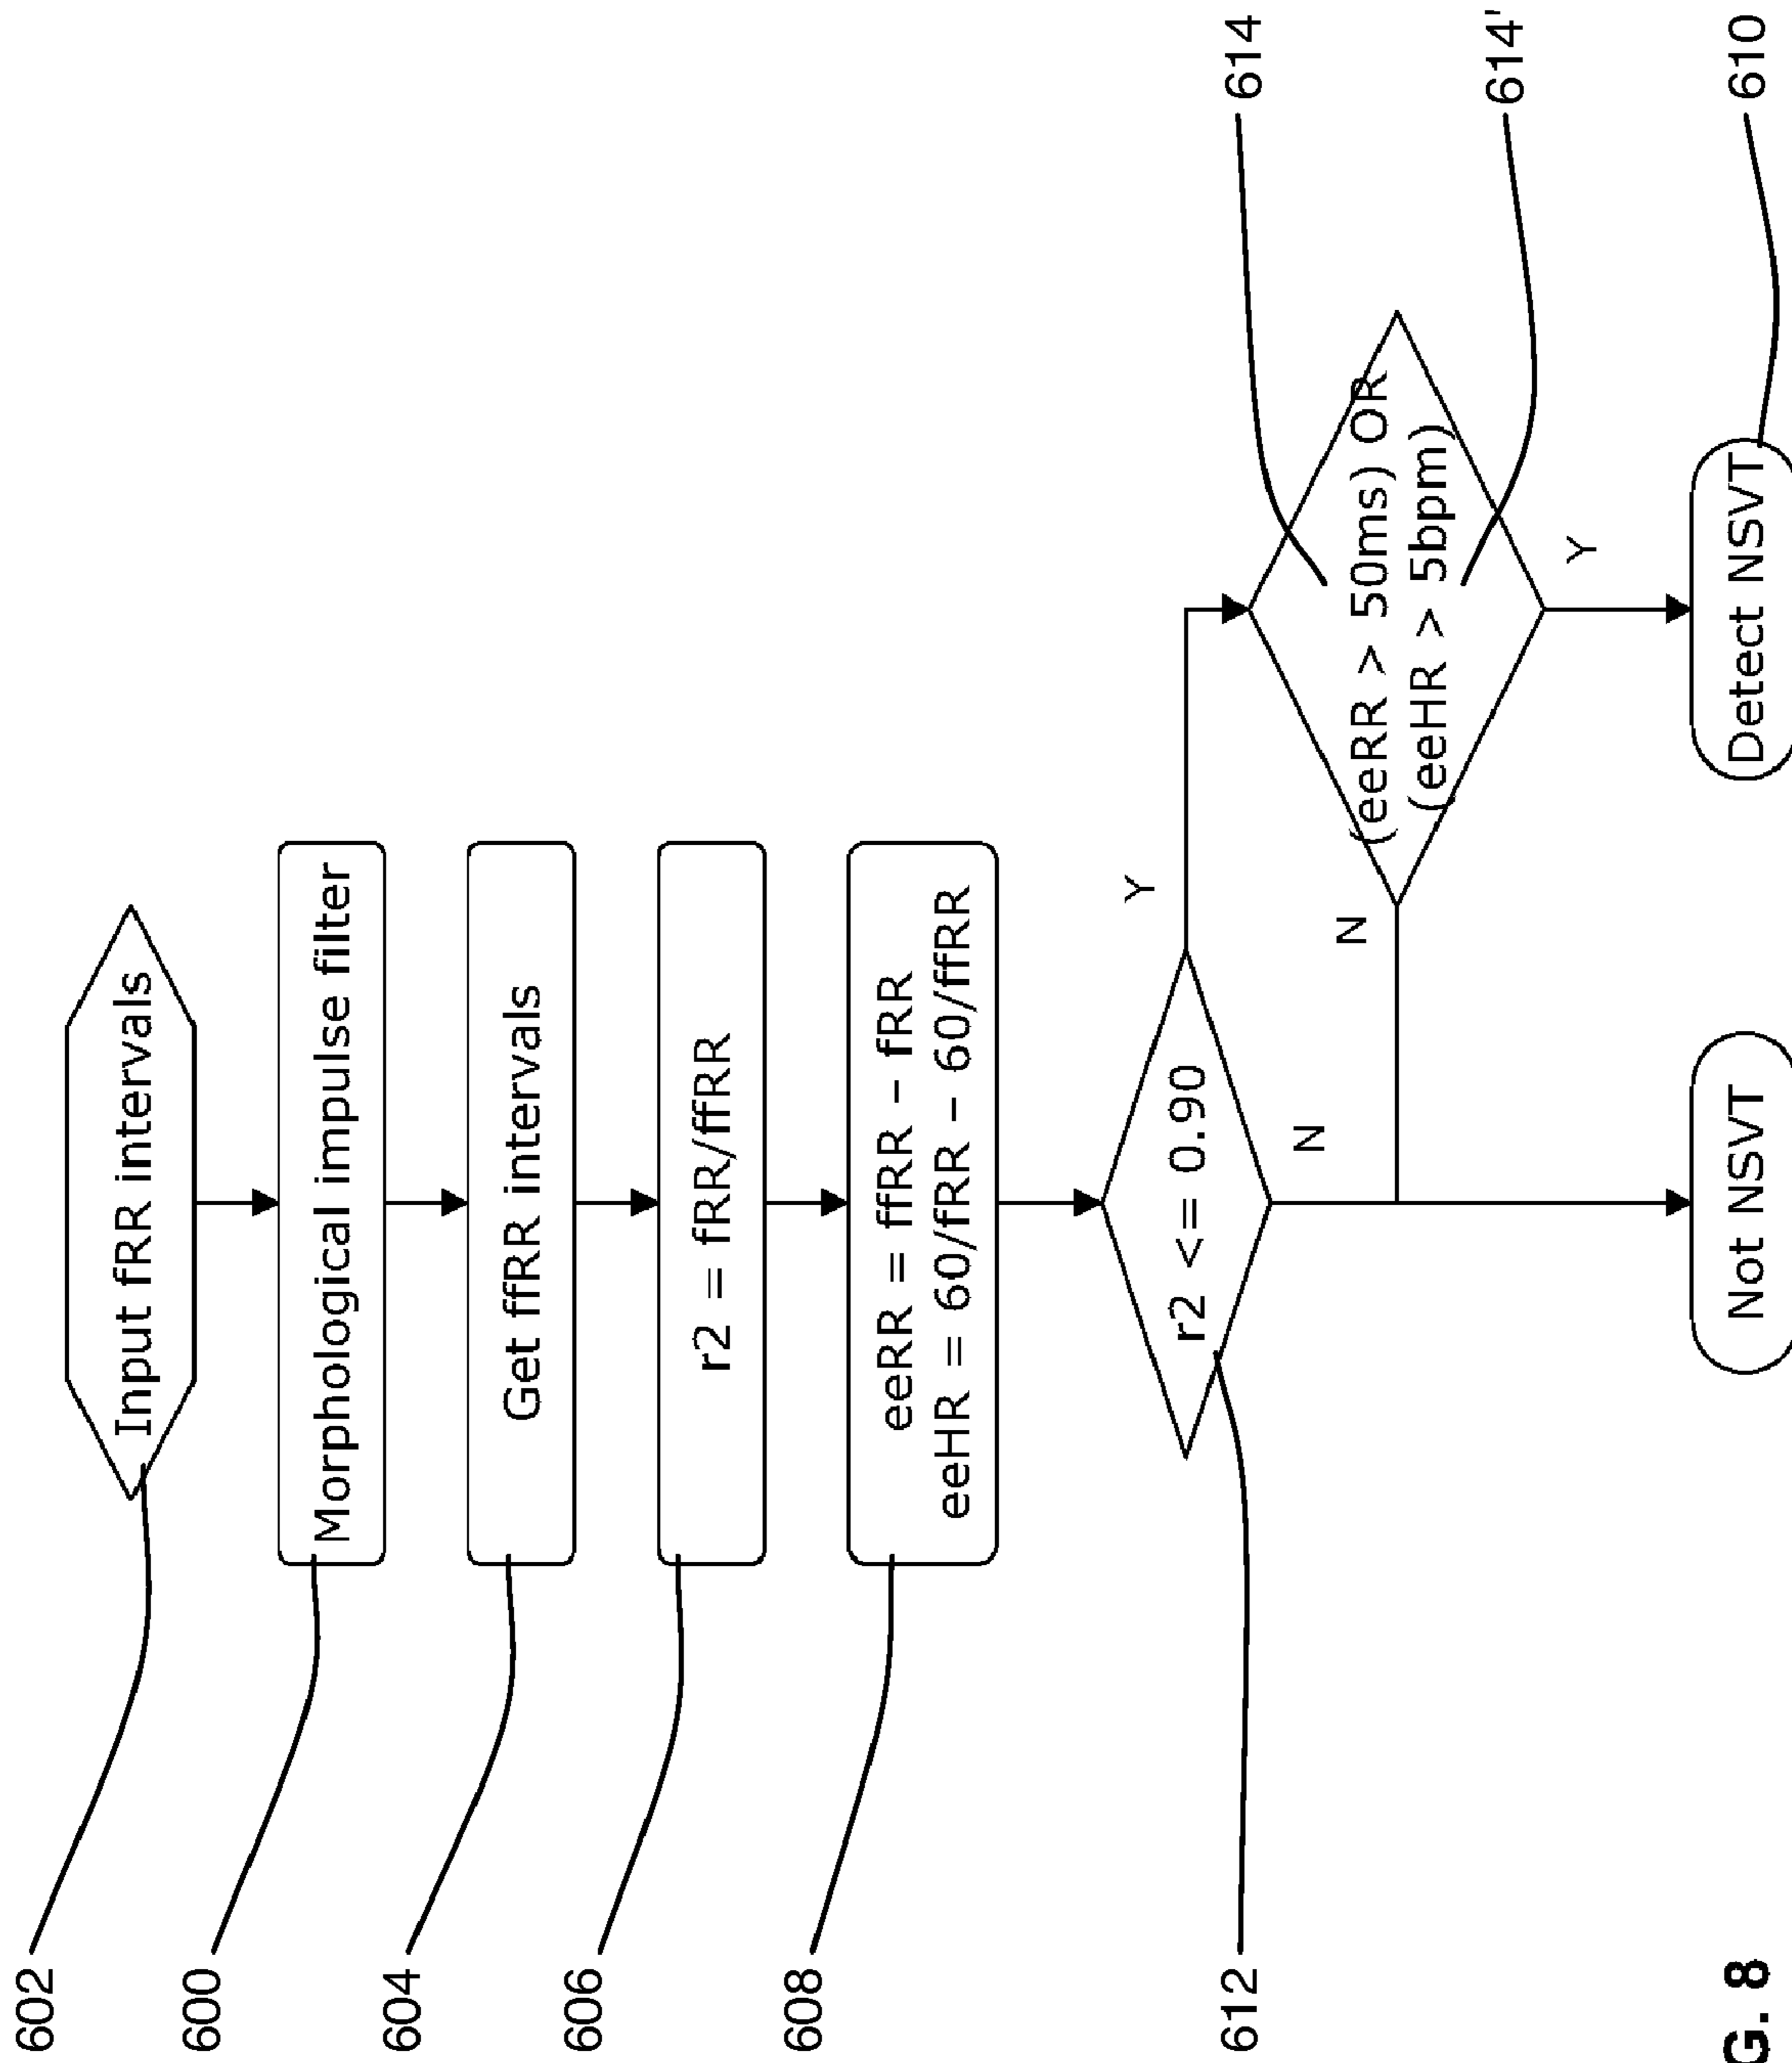 602
Input fRR intervals
600
Morphological impulse filter
604
Get ffRR intervals
606
r2 = fRR/ffRR
608
eeRR = ffRR - fRR
eeHR = 60/fRR - 60/ffRR
612
r2 <= 0.90
Y
N
614
(eeRR > 50ms) OR
(eeHR > 5bpm)
614'
N
Y
Not NSVT
Detect NSVT
610
G. 8